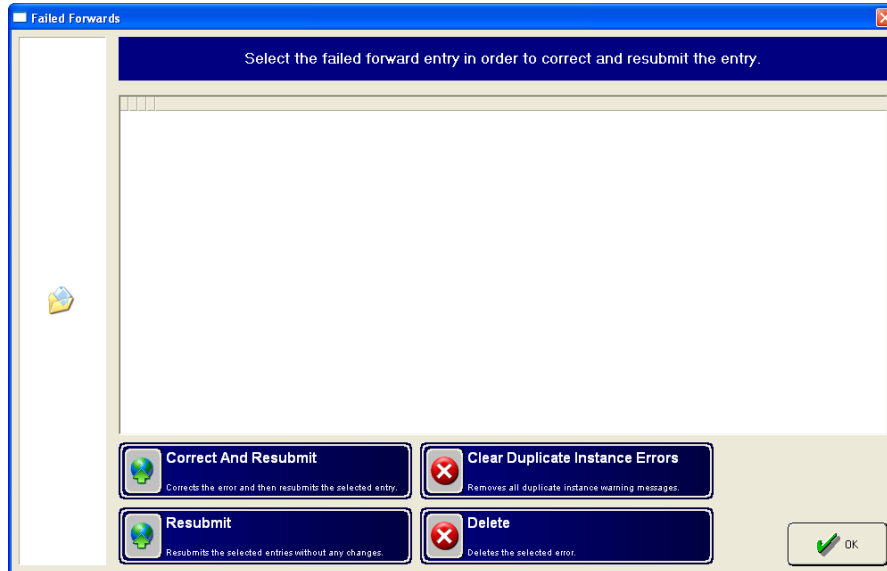 Failed Forwards
Select the failed forward entry in order to correct and resubmit the entry.
Correct And Resubmit
Corrects the error and then resubmits the selected entry.
Clear Duplicate Instance Errors
Removes all duplicate instance warning messages.
Resubmit
Resubmits the selected entries without any changes.
Delete
Deletes the selected error.
OK